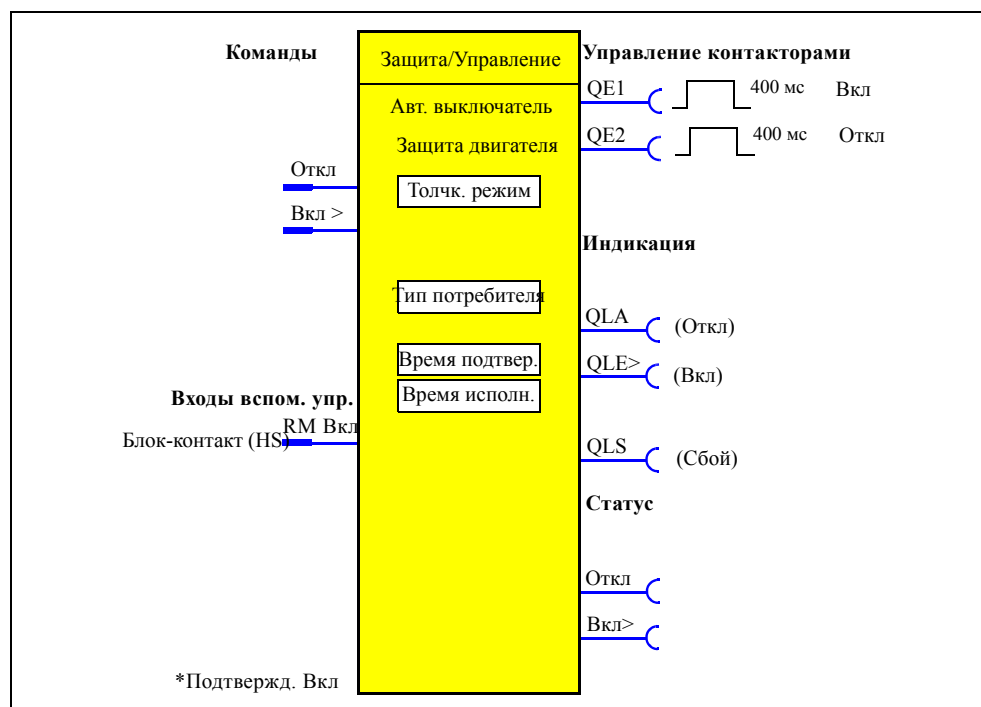 Команды
Защита/Управление
Управление контакторами
Авт. выключатель
QE1
400 мс
Вкл
Защита двигателя
QE2
400 мс
Откл
Откл
Толчк. режим
Вкл >
Индикация
Тип потребителя
QLA
(Откл)
Время подтвер.
QLE>
(Вкл)
Входы вспом. упр.
Время исполн.
RM Вкл
Блок-контакт (HS)
QLS
(Сбой)
Статус
Откл
Вкл>
*Подтвержд. Вкл